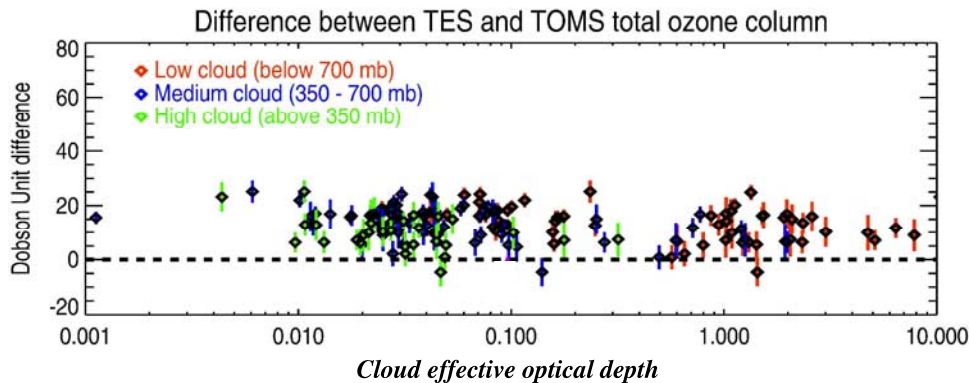 Difference between TES and TOMS total ozone column
80
60
40
20
0
-20
Dobson Unit difference
Low cloud (below 700 mb)
Medium cloud (350 - 700 mb)
High cloud (above 350 mb)
0.001 0.010 0.100 1.000 10.000
Cloud effective optical depth